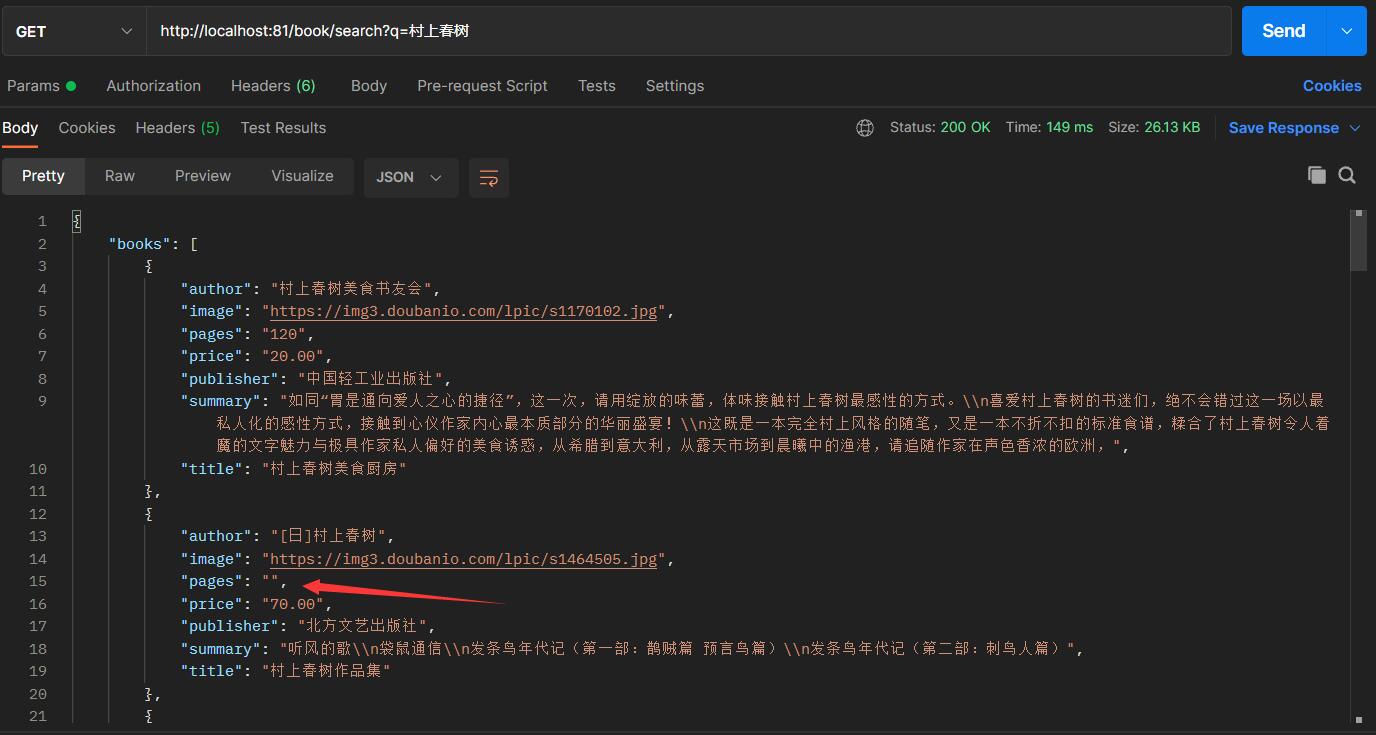 GET http://localhost:81/book/search?q=村上春树 Send
Params Authorization Headers (6) Body Pre-request Script Tests Settings Cookies
Body Cookies Headers (5) Test Results Status: 200 OK Time: 149 ms Size: 26.13 KB Save Response
Pretty Raw Preview Visualize JSON
1 {
2 "books": [
3 {
4 "author": "村上春树美食书友会",
5 "image": "https://img3.doubanio.com/lpic/s1170102.jpg",
6 "pages": "120",
7 "price": "20.00",
8 "publisher": "中国轻工业出版社",
9 "summary": "如同“胃是通向爱人之心的捷径”，这一次，请用绽放的味蕾，体味接触村上春树最感性的方式。\\n喜爱村上春树的书迷们，绝不会错过这一场以最
私人化的感性方式，接触到心仪作家内心最本质部分的华丽盛宴！\\n这既是一本完全村上风格的随笔，又是一本不折不扣的标准食谱，糅合了村上春树令人着
魔的文字魅力与极具作家私人偏好的美食诱惑，从希腊到意大利，从露天市场到晨曦中的渔港，请追随作家在声色香浓的欧洲，",
10 "title": "村上春树美食厨房"
11 },
12 {
13 "author": "[日]村上春树",
14 "image": "https://img3.doubanio.com/lpic/s1464505.jpg",
15 "pages": "",
16 "price": "70.00",
17 "publisher": "北方文艺出版社",
18 "summary": "听风的歌\\n袋鼠通信\\n发条鸟年代记（第一部：鹊贼篇 预言鸟篇）\\n发条鸟年代记（第二部：刺鸟人篇）",
19 "title": "村上春树作品集"
20 },
21 {